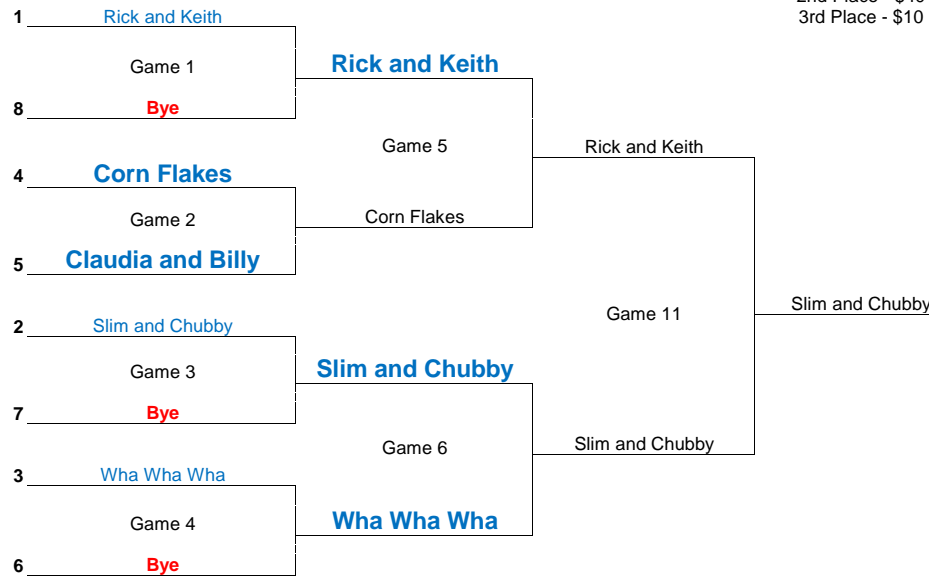 3rd Place - $10
1 Rick and Keith
Game 1
Rick and Keith
8 Bye
Game 5
Rick and Keith
4 Corn Flakes
Game 2
Corn Flakes
5 Claudia and Billy
Game 11
Slim and Chubby
2 Slim and Chubby
Game 3
Slim and Chubby
7 Bye
Game 6
Slim and Chubby
3 Wha Wha Wha
Game 4
Wha Wha Wha
6 Bye